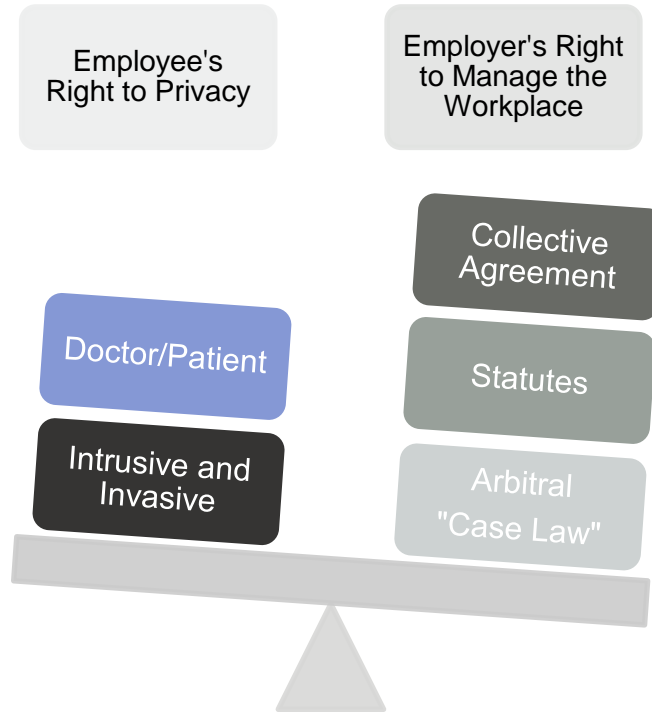 Employee's
Right to Privacy
Employer's Right
to Manage the
Workplace
Collective
Agreement
Doctor/Patient
Statutes
Intrusive and
Invasive
Arbitral
"Case Law"